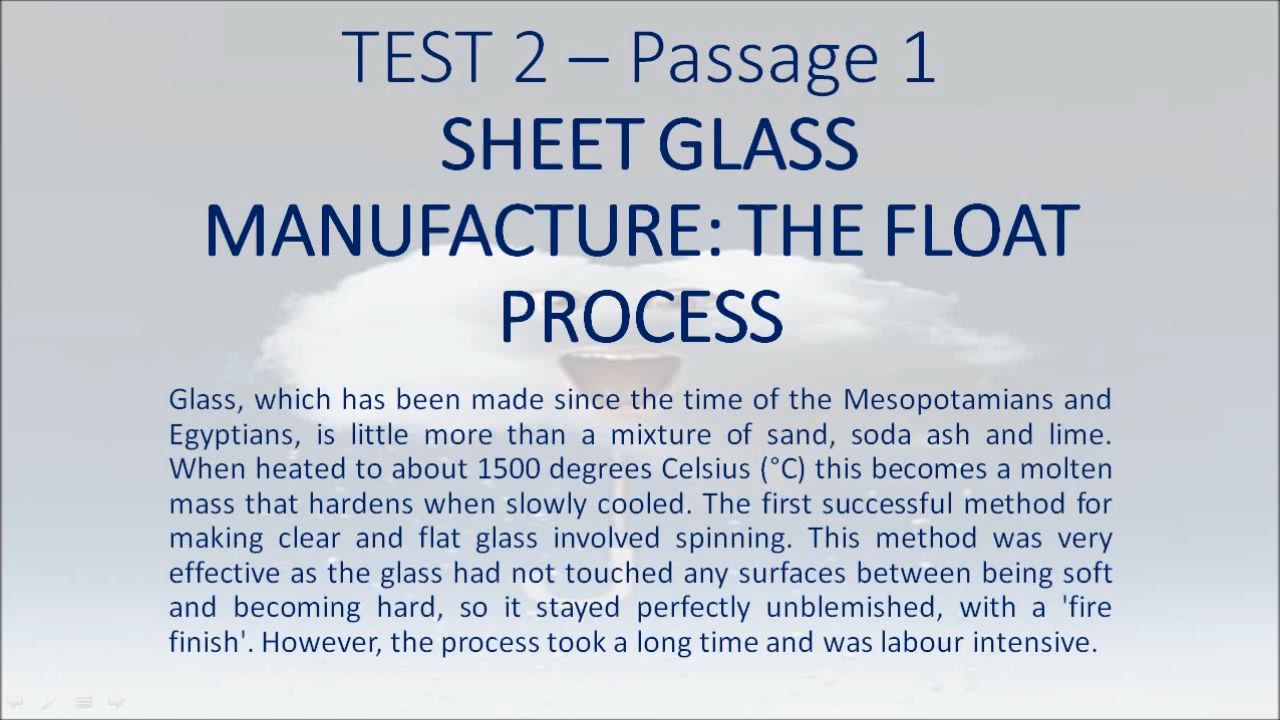 TEST 2 – Passage 1
SHEET GLASS
MANUFACTURE: THE FLOAT
PROCESS
Glass, which has been made since the time of the Mesopotamians and
Egyptians, is little more than a mixture of sand, soda ash and lime.
When heated to about 1500 degrees Celsius (°C) this becomes a molten
mass that hardens when slowly cooled. The first successful method for
making clear and flat glass involved spinning. This method was very
effective as the glass had not touched any surfaces between being soft
and becoming hard, so it stayed perfectly unblemished, with a 'fire
finish'. However, the process took a long time and was labour intensive.